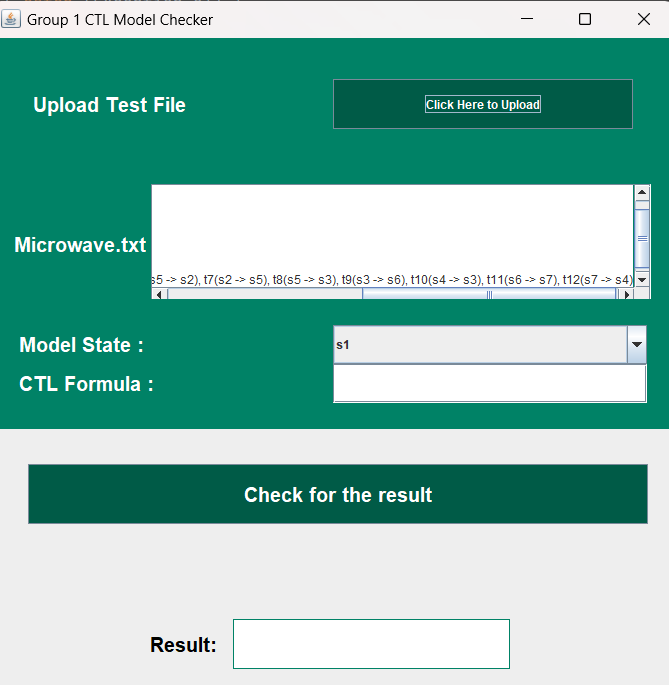 Group 1 CTL Model Checker
Upload Test File
Click Here to Upload
Microwave.txt
s5 -> s2), t7(s2 -> s5), t8(s5 -> s3), t9(s3 -> s6), t10(s4 -> s3), t11(s6 -> s7), t12(s7 -> s4)
Model State :
s1
CTL Formula :
Check for the result
Result: